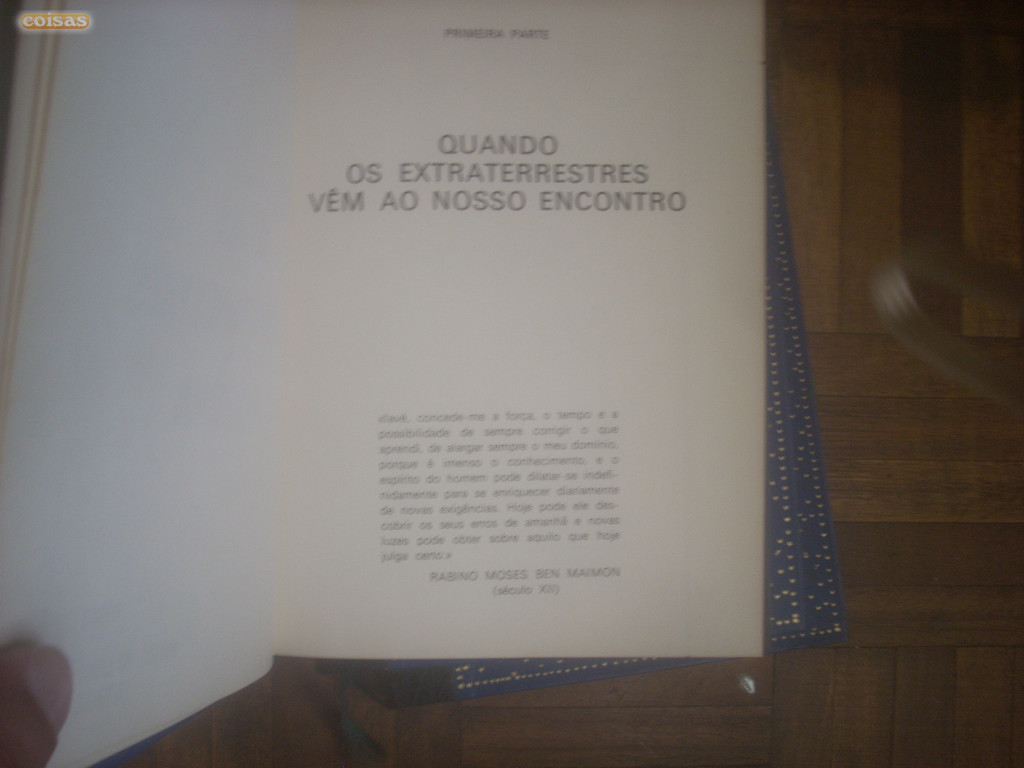 coisas
PRIMEIRA PARTE
QUANDO
OS EXTRATERRESTRES
VÊM AO NOSSO ENCONTRO
«Iavé, concede-me a força, o tempo e a
possibilidade de sempre corrigir o que
aprendi, de alargar sempre o meu domínio,
porque é imenso o conhecimento, e o
espírito do homem pode dilatar-se indefi-
nidamente para se enriquecer diariamente
de novas exigências. Hoje pode ele des-
cobrir os seus erros de amanhã e novas
luzes pode obter sobre aquilo que hoje
julga certo.»
RABINO MOSES BEN MAIMON
(século XII)